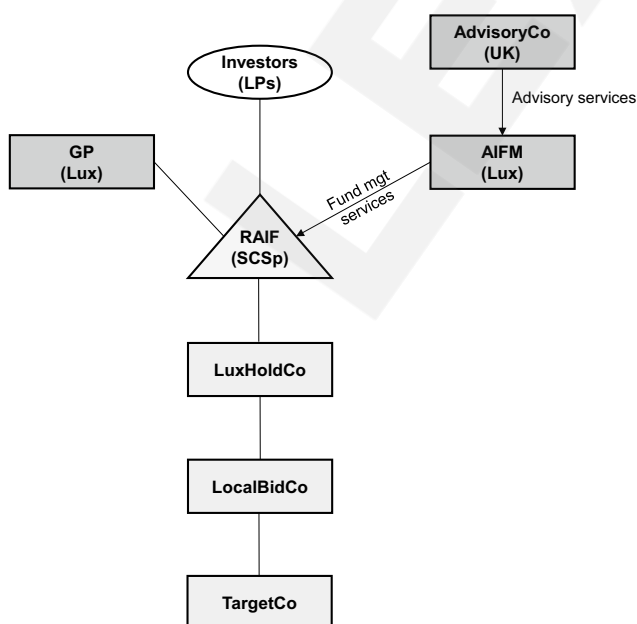 AdvisoryCo
(UK)
Investors
(LPs)
Advisory services
GP
(Lux)
AIFM
(Lux)
Fund mgt
services
RAIF
(SCSp)
LuxHoldCo
LocalBidCo
TargetCo